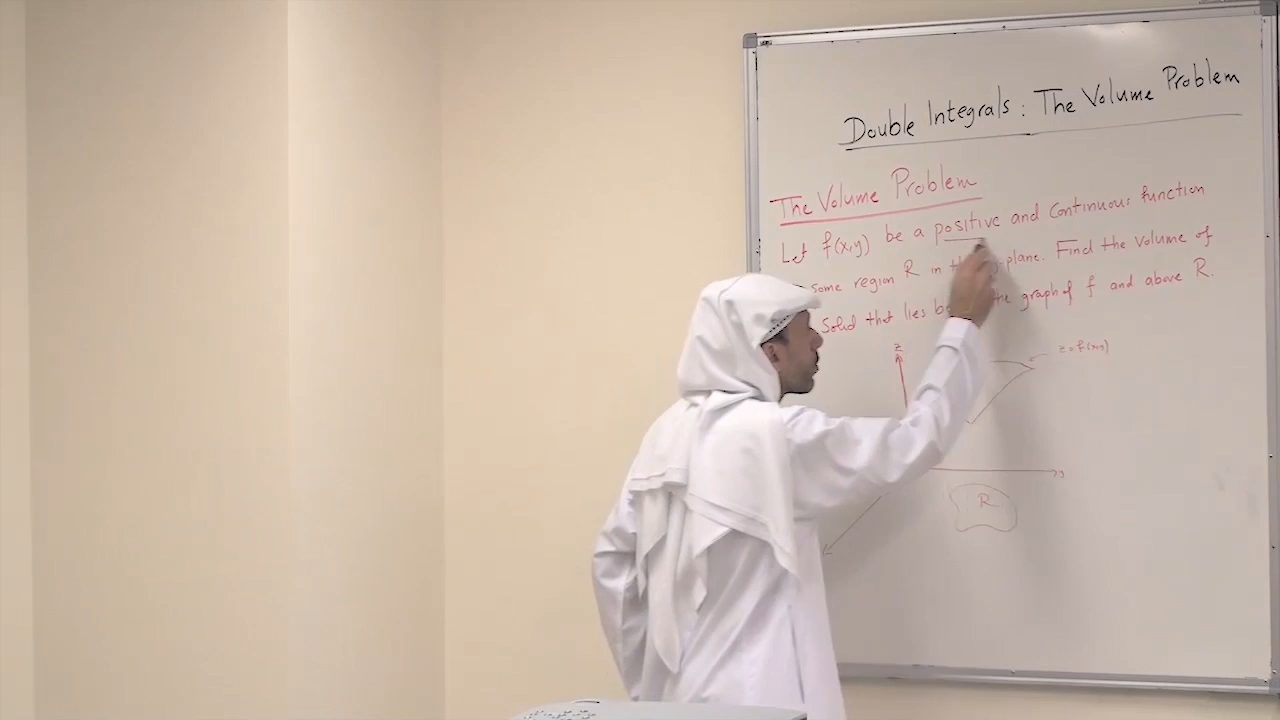 Double Integrals : The Volume Problem
The Volume Problem
Let f(x,y) be a positive and continuous function
some region R in plane. Find the volume of
Solid that lies graph of f and above R.
z
z = f(x,y)
y
R